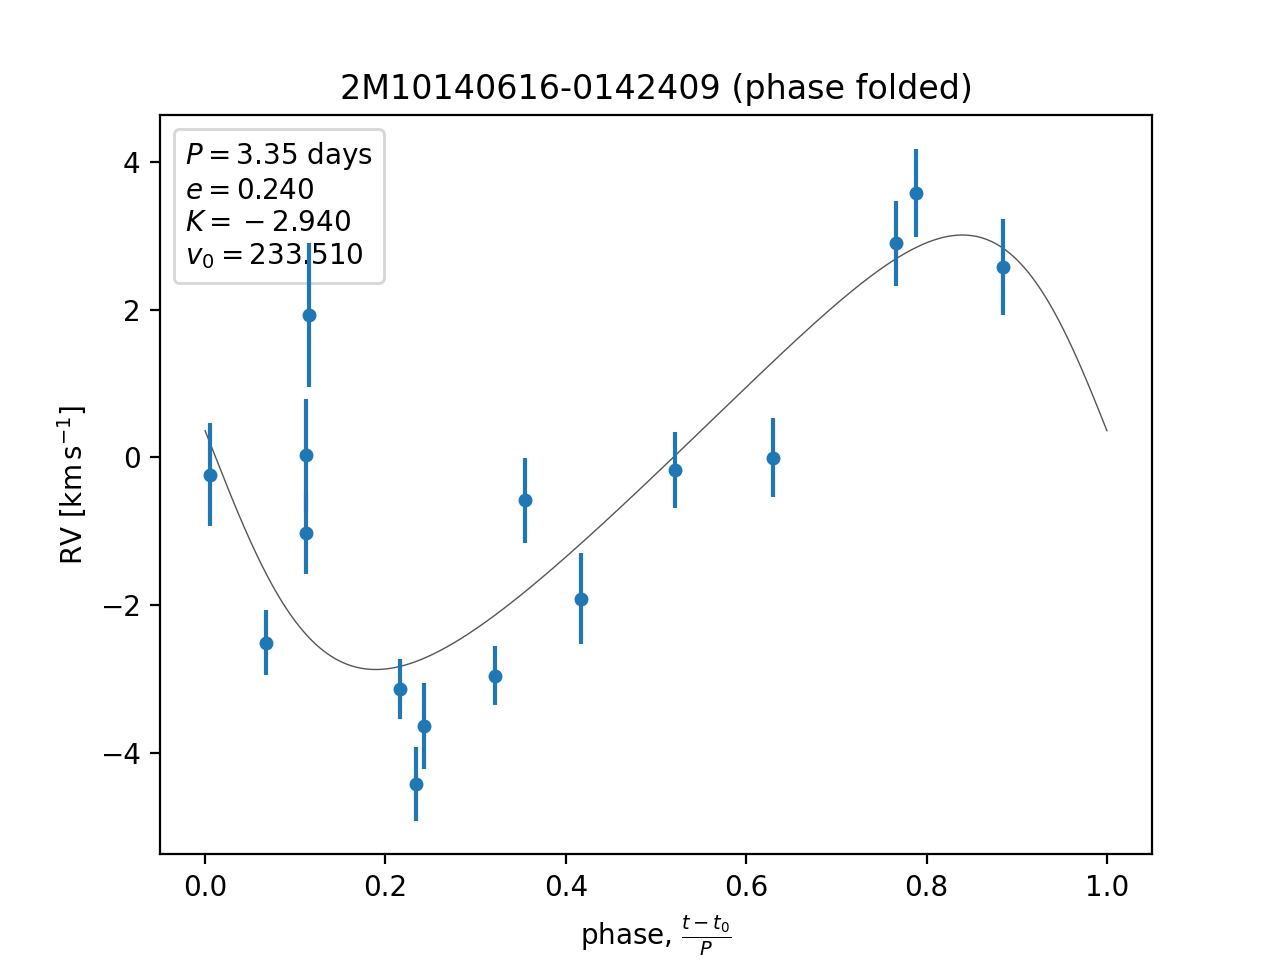 2M10140616-0142409 (phase folded)
P = 3.35 days
e = 0.240
K = −2.940
v₀ = 233.510
4
2
0
−2
−4
RV [km s⁻¹]
0.0 0.2 0.4 0.6 0.8 1.0
phase, (t − t₀)/P